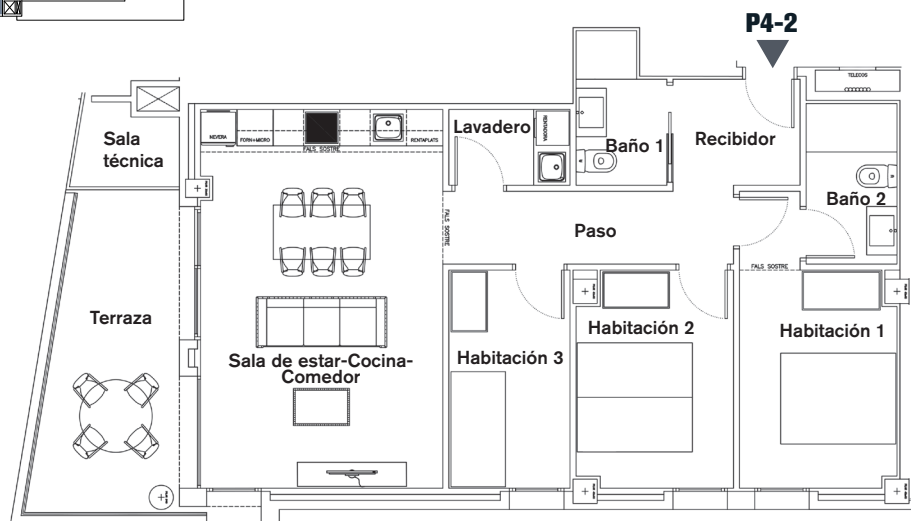 P4-2
TELECOS
Sala
técnica
NEVERA
FORN+MICRO
FALS SOSTRE
RENTAPLATS
Lavadero
RENTADORA
Baño 1
Recibidor
Baño 2
FALS SOSTRE
Paso
FALS SOSTRE
Terraza
Sala de estar-Cocina-
Comedor
Habitación 3
Habitación 2
Habitación 1